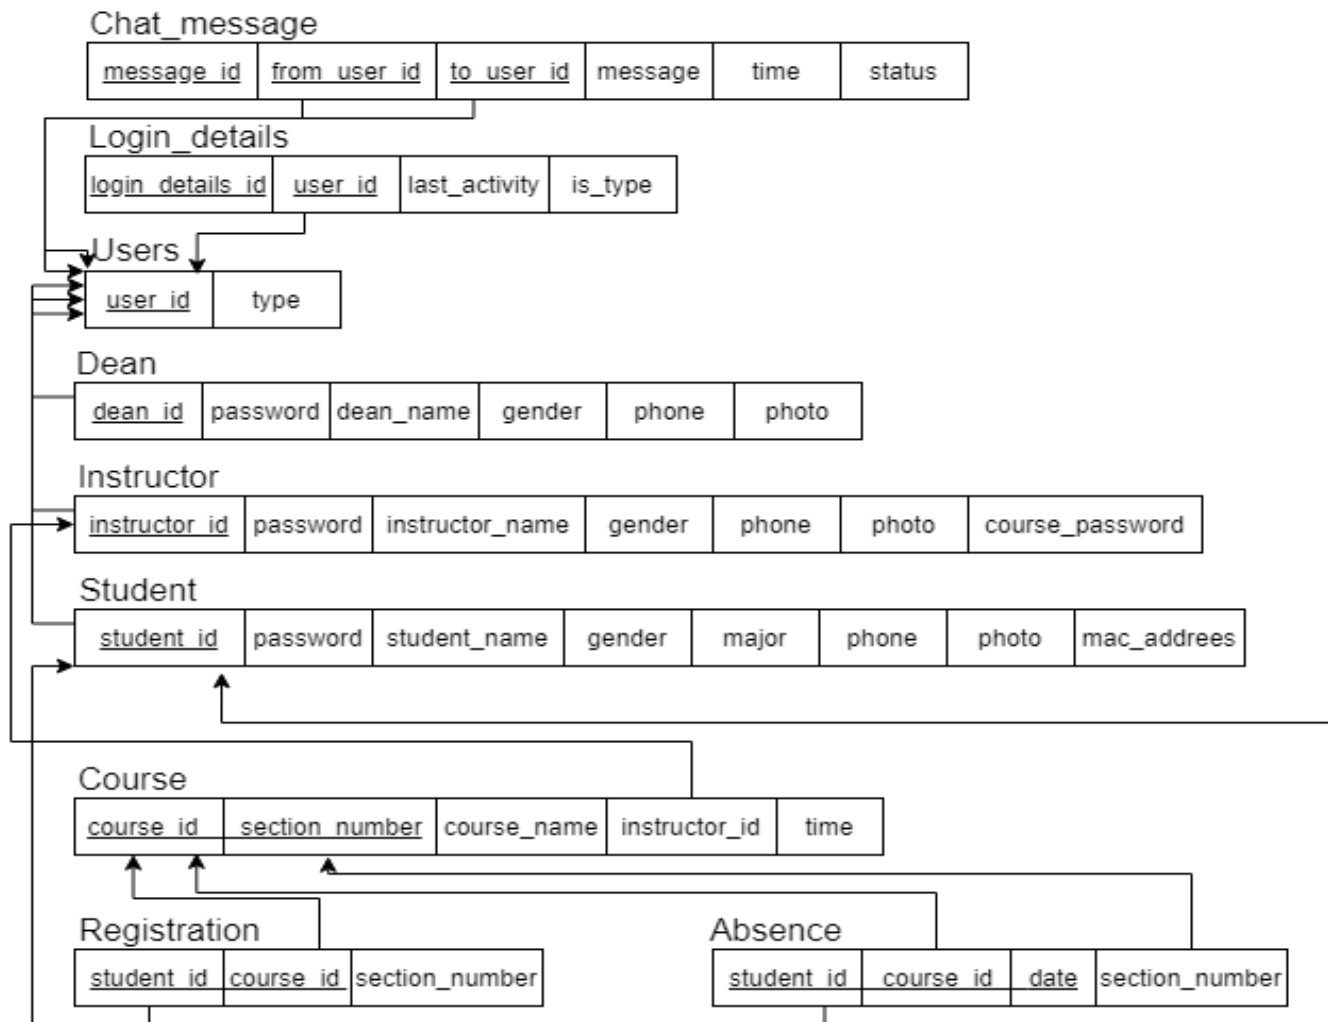 Chat_message
message_id from_user_id to_user_id message time status
Login_details
login_details_id user_id last_activity is_type
Users
user_id type
Dean
dean_id password dean_name gender phone photo
Instructor
instructor_id password instructor_name gender phone photo course_password
Student
student_id password student_name gender major phone photo mac_addrees
Course
course_id section_number course_name instructor_id time
Registration Absence
student_id course_id section_number student_id course_id date section_number